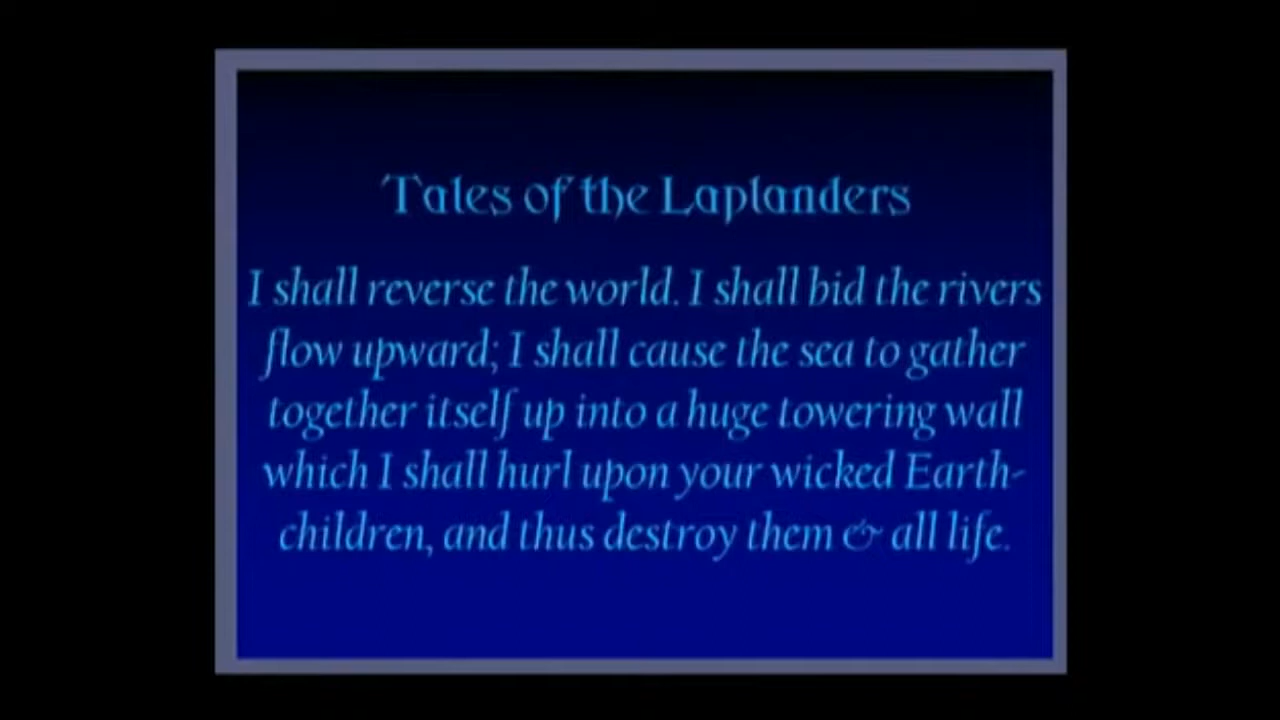 Tales of the Laplanders
I shall reverse the world. I shall bid the rivers
flow upward; I shall cause the sea to gather
together itself up into a huge towering wall
which I shall hurl upon your wicked Earth-
children, and thus destroy them & all life.